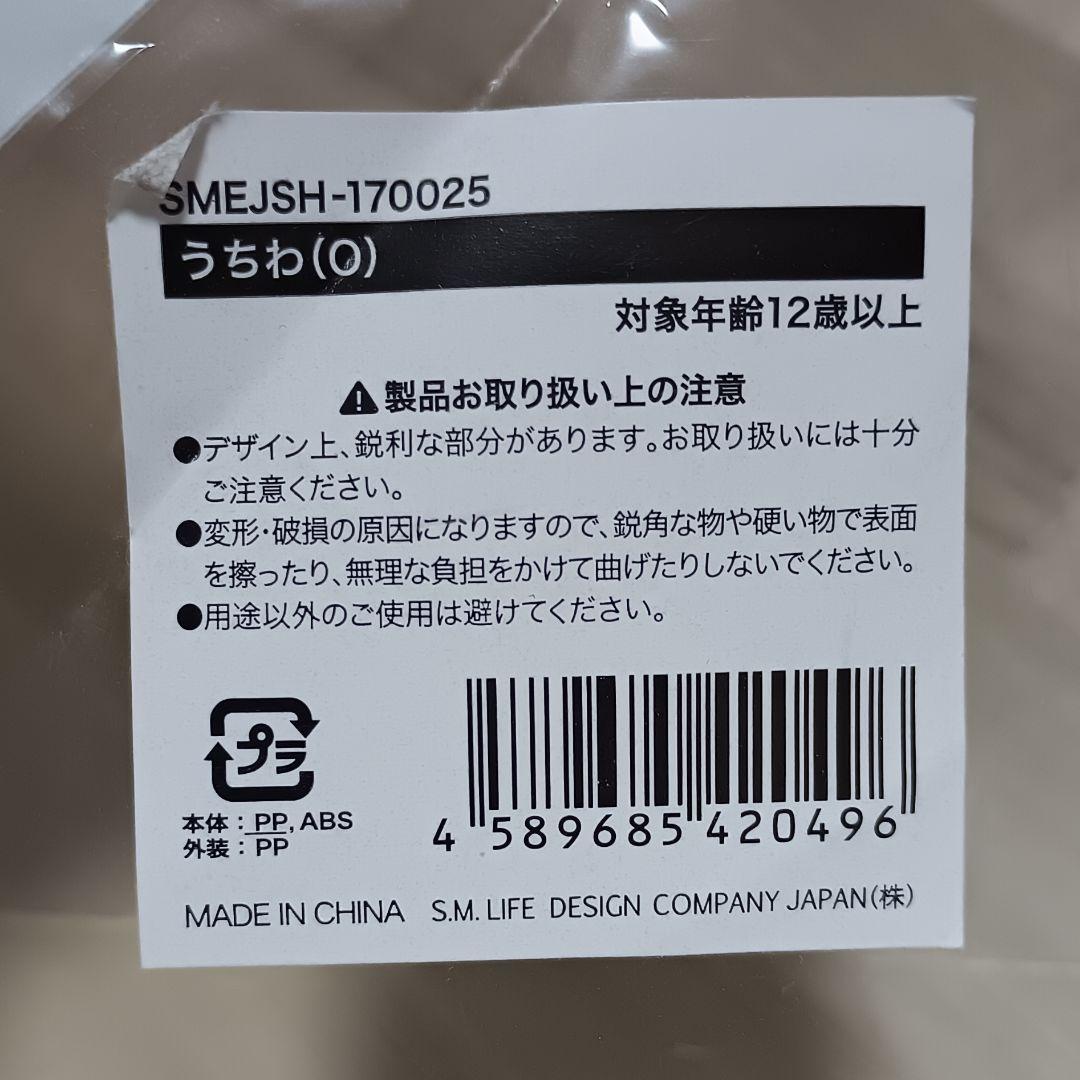 SMEJSH-170025
うちわ(O)
対象年齢12歳以上
製品お取り扱い上の注意
●デザイン上、鋭利な部分があります。お取り扱いには十分
ご注意ください。
●変形・破損の原因になりますので、鋭角な物や硬い物で表面
を擦ったり、無理な負担をかけて曲げたりしないでください。
●用途以外のご使用は避けてください。
プラ
本体：PP, ABS
外装：PP
4 589685 420496
MADE IN CHINA S.M. LIFE DESIGN COMPANY JAPAN(株)